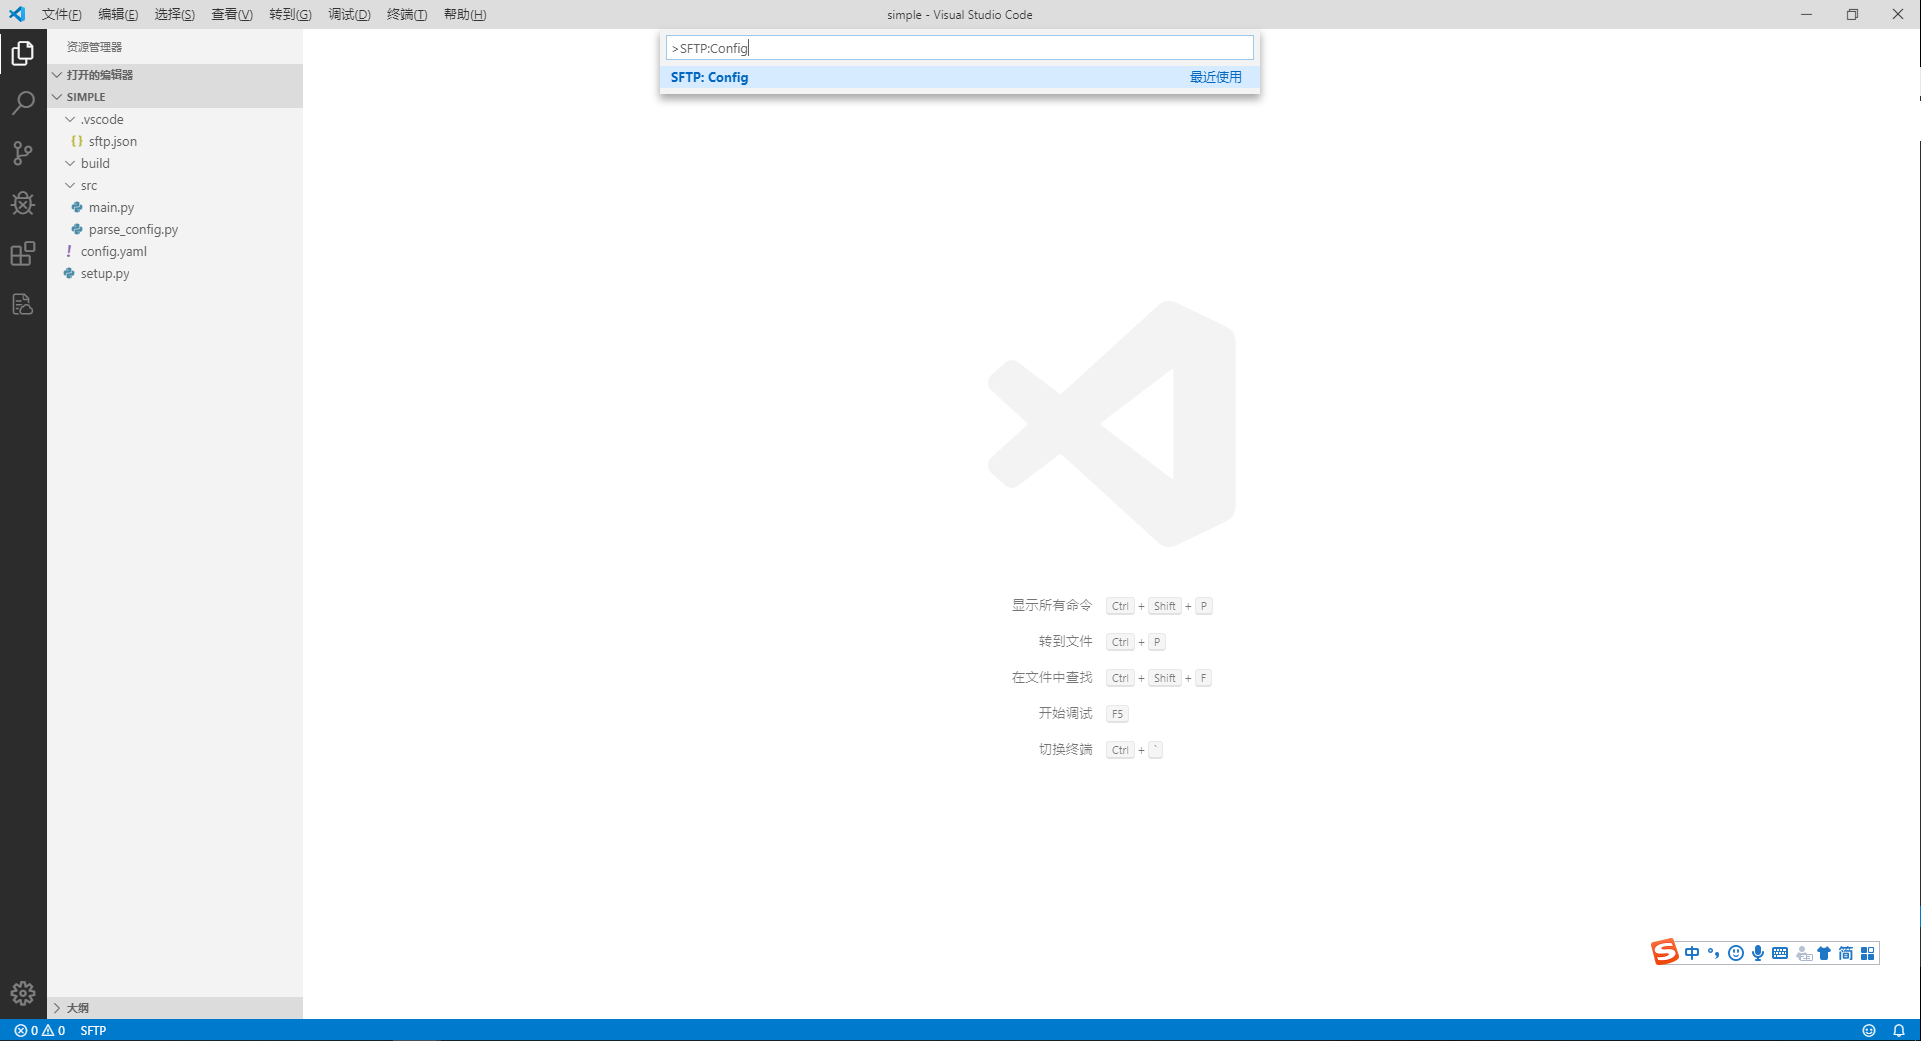 文件(F) 编辑(E) 选择(S) 查看(V) 转到(G) 调试(D) 终端(T) 帮助(H) simple - Visual Studio Code
资源管理器
>SFTP:Config
SFTP: Config 最近使用
打开的编辑器
SIMPLE
.vscode
{} sftp.json
build
src
main.py
parse_config.py
! config.yaml
setup.py
显示所有命令 Ctrl + Shift + P
转到文件 Ctrl + P
在文件中查找 Ctrl + Shift + F
开始调试 F5
切换终端 Ctrl + `
S 中 °, 简
大纲
0 0 SFTP